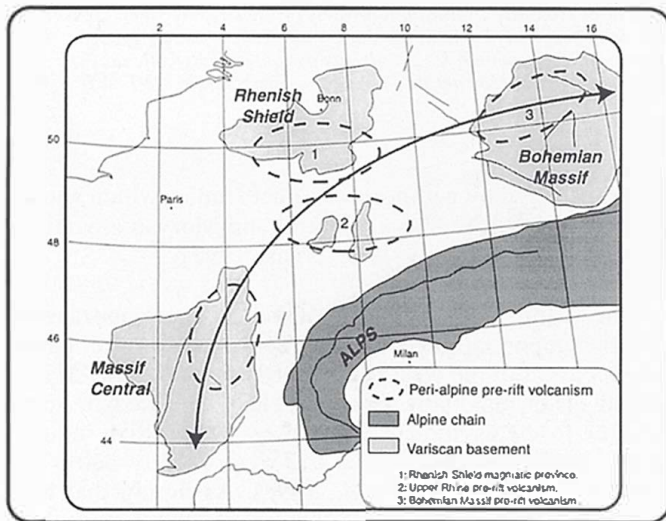 2 4 6 8 10 12 14 16
Rhenish
Shield
Bonn
50
1
3
Bohemian
Massif
Paris
2
48
46
ALPS
Milan
Massif
Central
44
Peri-alpine pre-rift volcanism
Alpine chain
Variscan basement
1: Rhenish Shield magmatic province.
2: Upper Rhine pre-rift volcanism.
3: Bohemian Massif pre-rift volcanism.